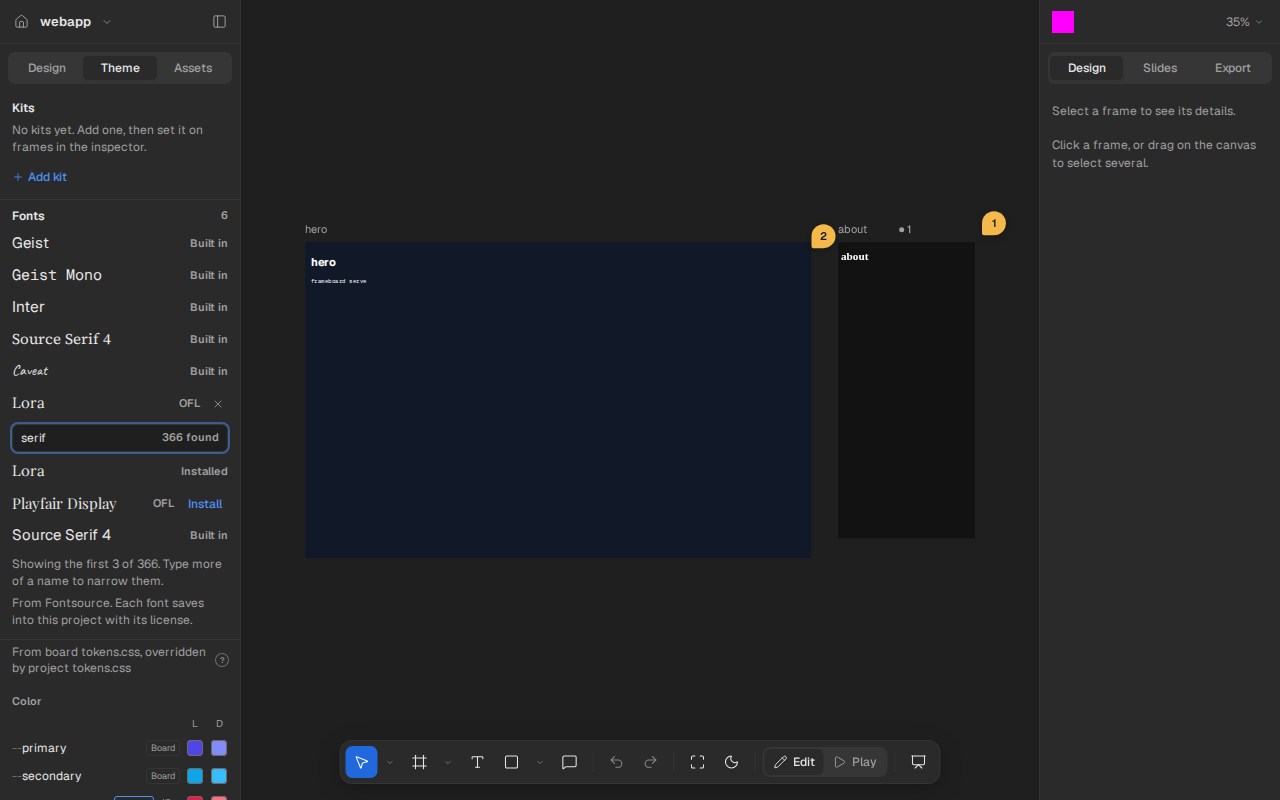 webapp
Design Theme Assets
Kits
No kits yet. Add one, then set it on
frames in the inspector.
+ Add kit
Fonts 6
Geist Built in
Geist Mono Built in
Inter Built in
Source Serif 4 Built in
Caveat Built in
Lora OFL
serif 366 found
Lora Installed
Playfair Display OFL Install
Source Serif 4 Built in
Showing the first 3 of 366. Type more
of a name to narrow them.
From Fontsource. Each font saves
into this project with its license.
From board tokens.css, overridden
by project tokens.css
?
Color
L D
--primary Board
--secondary Board
hero
2
about 1
1
hero
frameboard serve
about
Edit Play
35%
Design Slides Export
Select a frame to see its details.
Click a frame, or drag on the canvas
to select several.